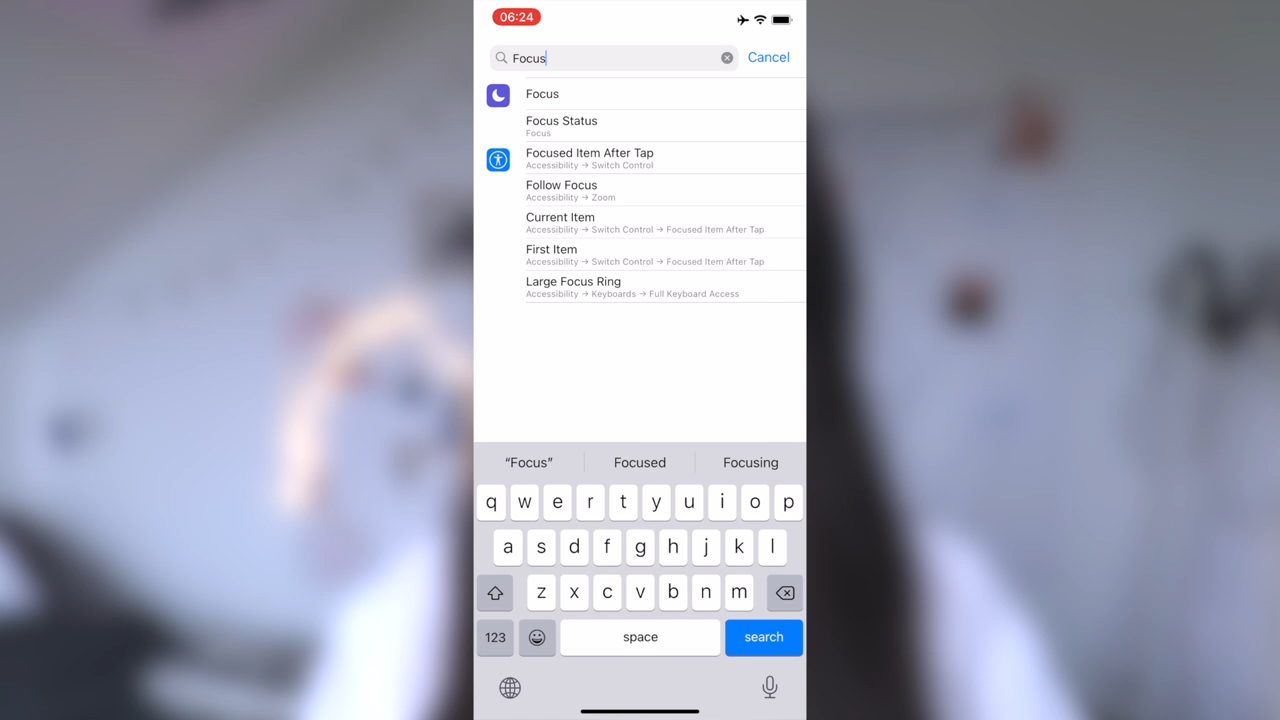 06:24
Focus
Cancel
Focus
Focus Status
Focus
Focused Item After Tap
Accessibility → Switch Control
Follow Focus
Accessibility → Zoom
Current Item
Accessibility → Switch Control → Focused Item After Tap
First Item
Accessibility → Switch Control → Focused Item After Tap
Large Focus Ring
Accessibility → Keyboards → Full Keyboard Access
“Focus” Focused Focusing
q w e r t y u i o p
a s d f g h j k l
z x c v b n m
123 space search